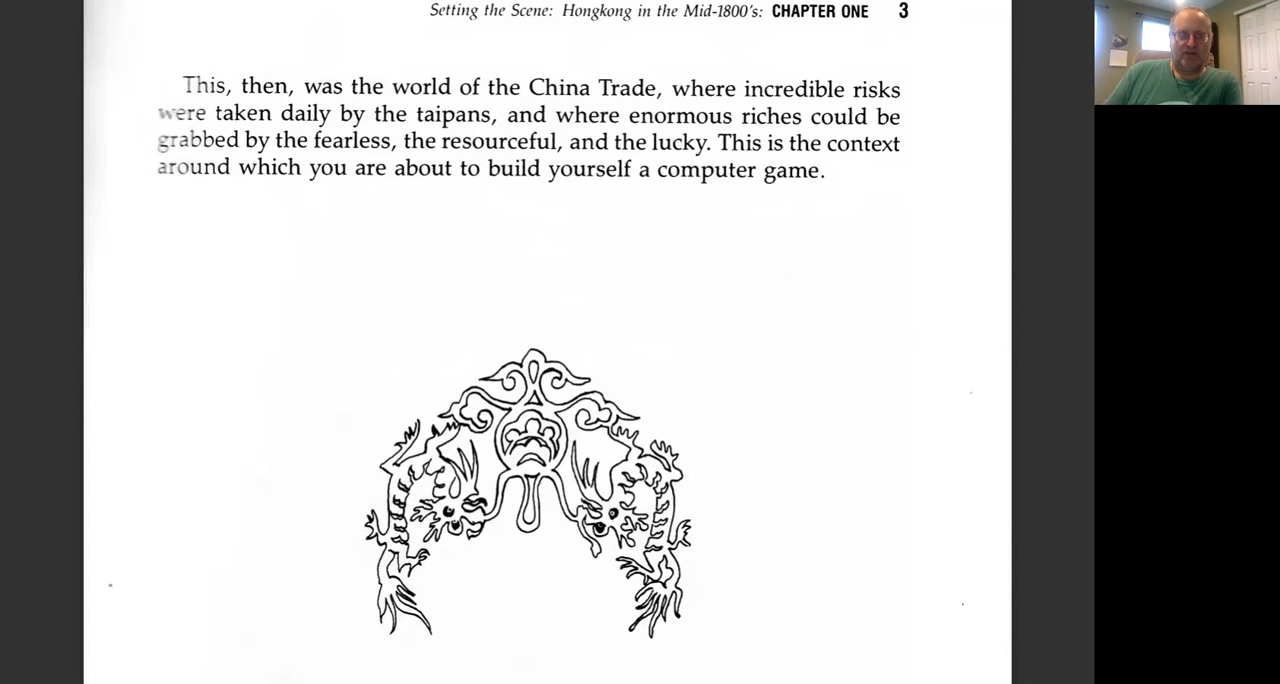 Setting the Scene: Hongkong in the Mid-1800's: CHAPTER ONE 3
This, then, was the world of the China Trade, where incredible risks
were taken daily by the taipans, and where enormous riches could be
grabbed by the fearless, the resourceful, and the lucky. This is the context
around which you are about to build yourself a computer game.